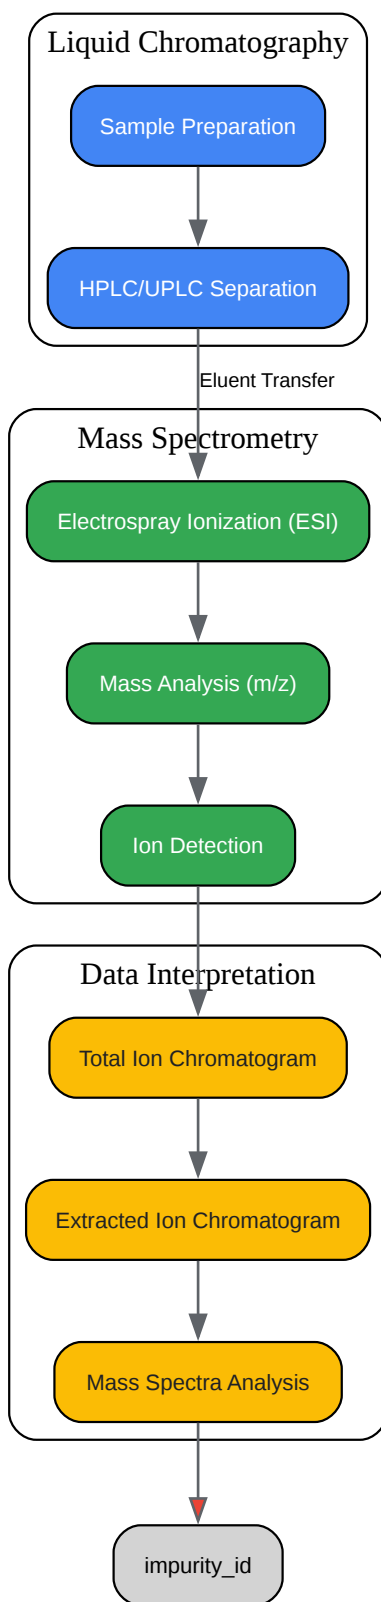 Liquid Chromatography
Sample Preparation
HPLC/UPLC Separation
Eluent Transfer
Mass Spectrometry
Electrospray Ionization (ESI)
Mass Analysis (m/z)
Ion Detection
Data Interpretation
Total Ion Chromatogram
Extracted Ion Chromatogram
Mass Spectra Analysis
impurity_id